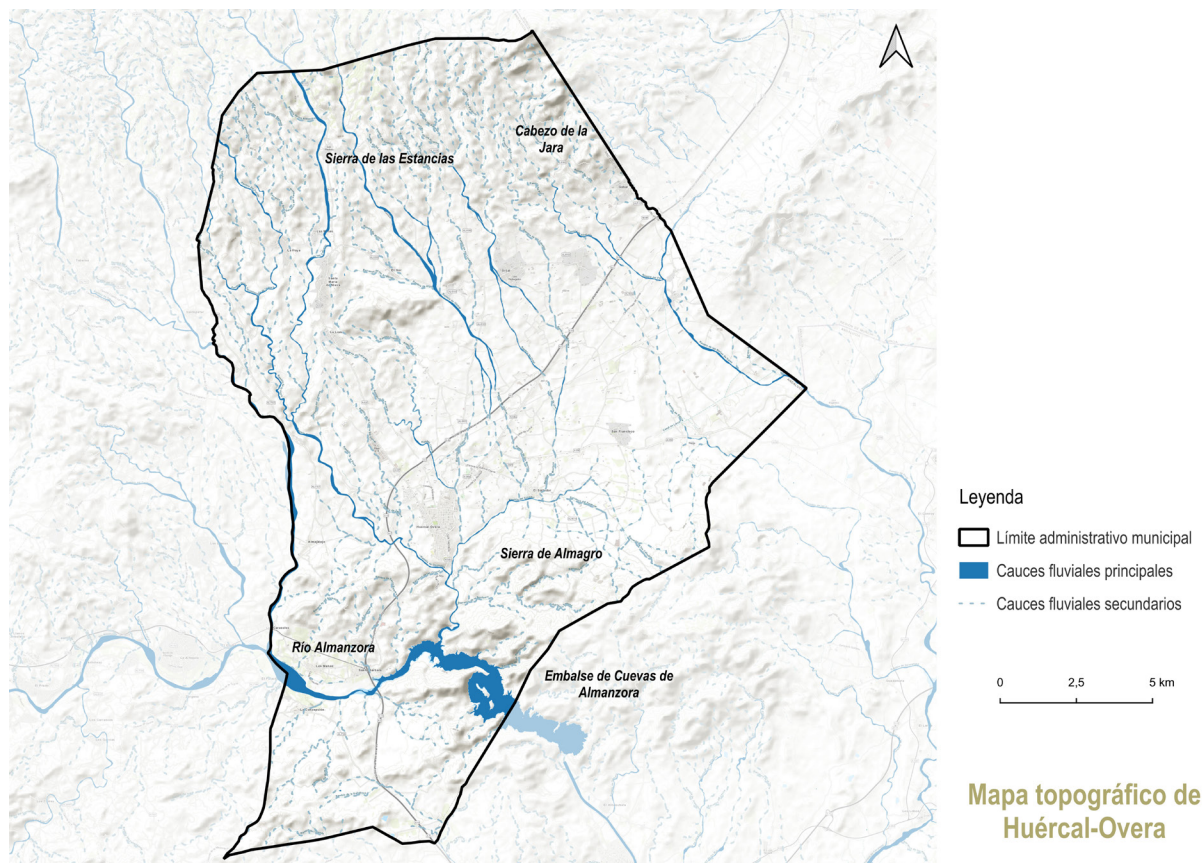 Cabezo de la
Jara
Sierra de las Estancias
Sierra de Almagro
Río Almanzora
Embalse de Cuevas de
Almanzora
Leyenda
Límite administrativo municipal
Cauces fluviales principales
Cauces fluviales secundarios
0 2,5 5 km
Mapa topográfico de
Huércal-Overa